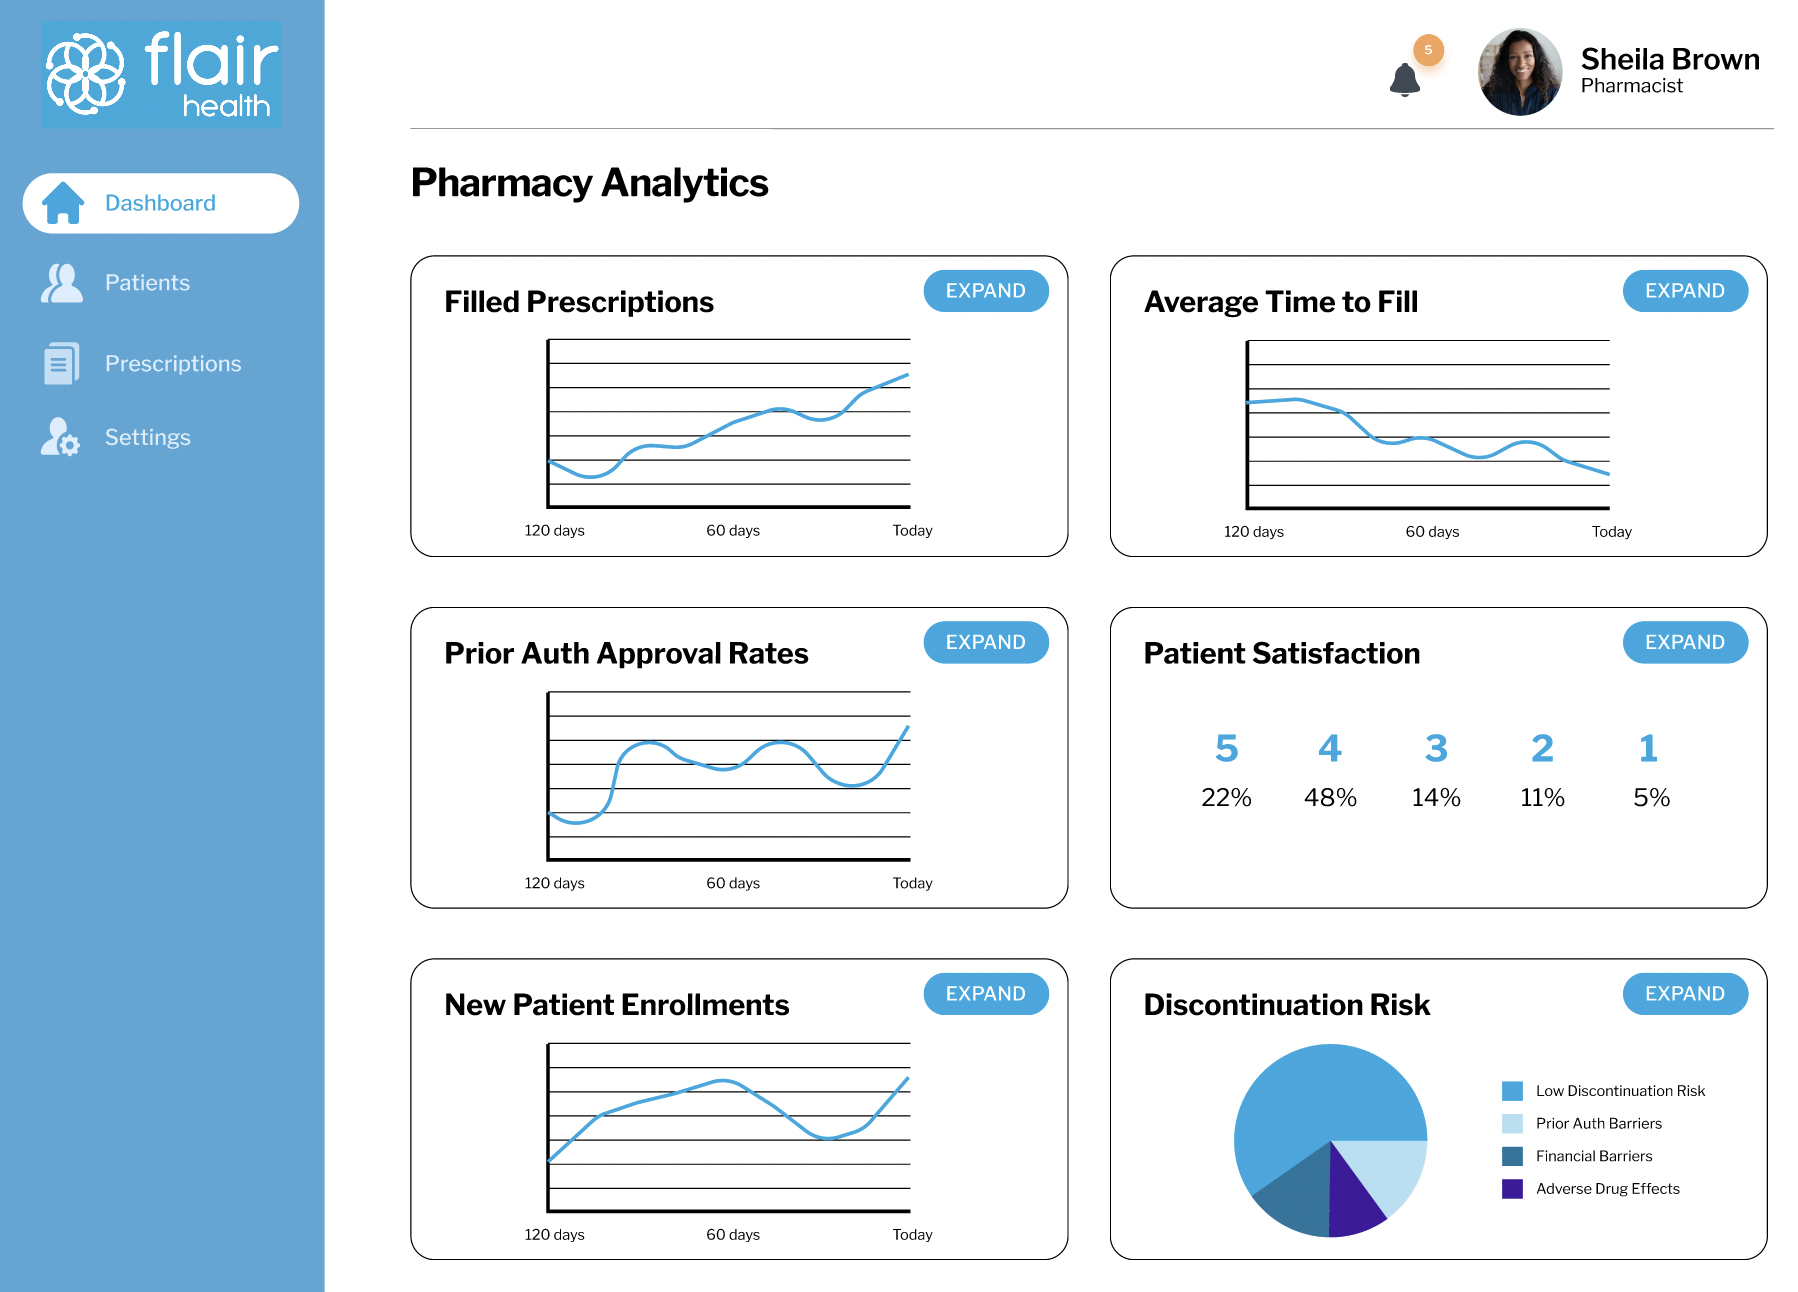 flair
health
Dashboard
Patients
Prescriptions
Settings
5
Sheila Brown
Pharmacist
Pharmacy Analytics
Filled Prescriptions
EXPAND
120 days
60 days
Today
Average Time to Fill
EXPAND
120 days
60 days
Today
Prior Auth Approval Rates
EXPAND
120 days
60 days
Today
Patient Satisfaction
EXPAND
5 4 3 2 1
22% 48% 14% 11% 5%
New Patient Enrollments
EXPAND
120 days
60 days
Today
Discontinuation Risk
EXPAND
Low Discontinuation Risk
Prior Auth Barriers
Financial Barriers
Adverse Drug Effects